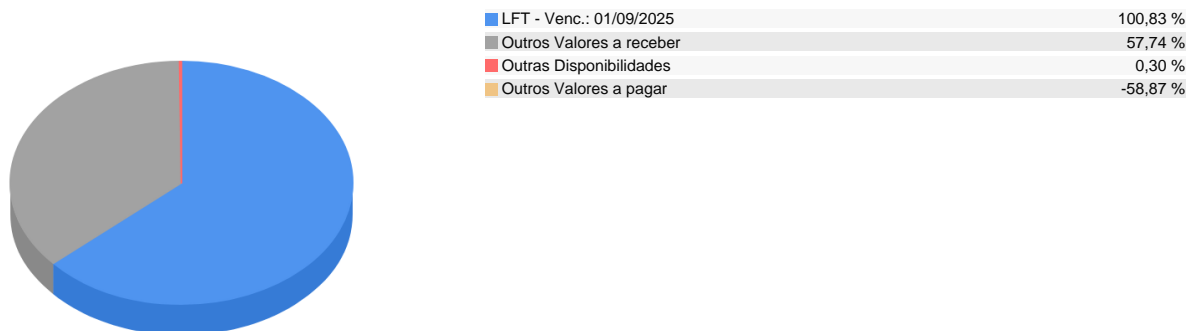 LFT - Venc.: 01/09/2025 100,83 %
Outros Valores a receber 57,74 %
Outras Disponibilidades 0,30 %
Outros Valores a pagar -58,87 %